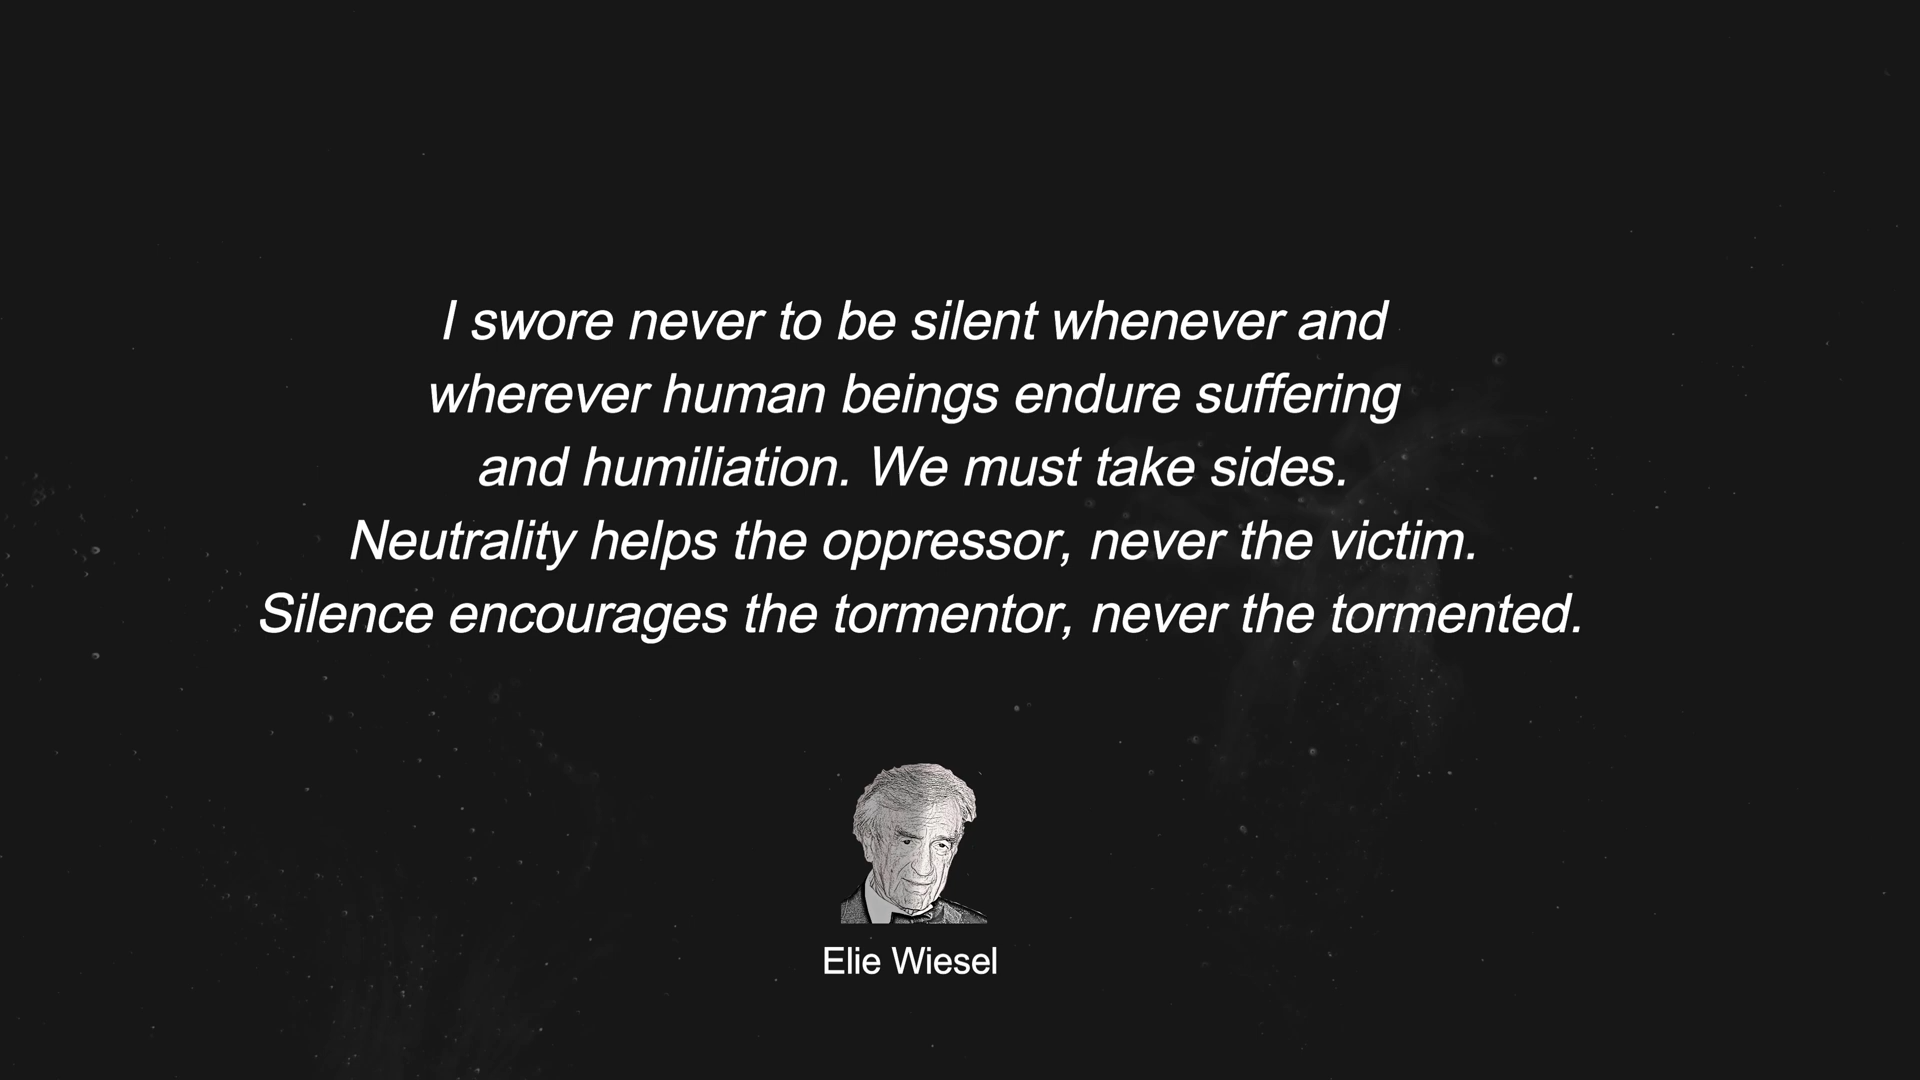 I swore never to be silent whenever and
wherever human beings endure suffering
and humiliation. We must take sides.
Neutrality helps the oppressor, never the victim.
Silence encourages the tormentor, never the tormented.
Elie Wiesel